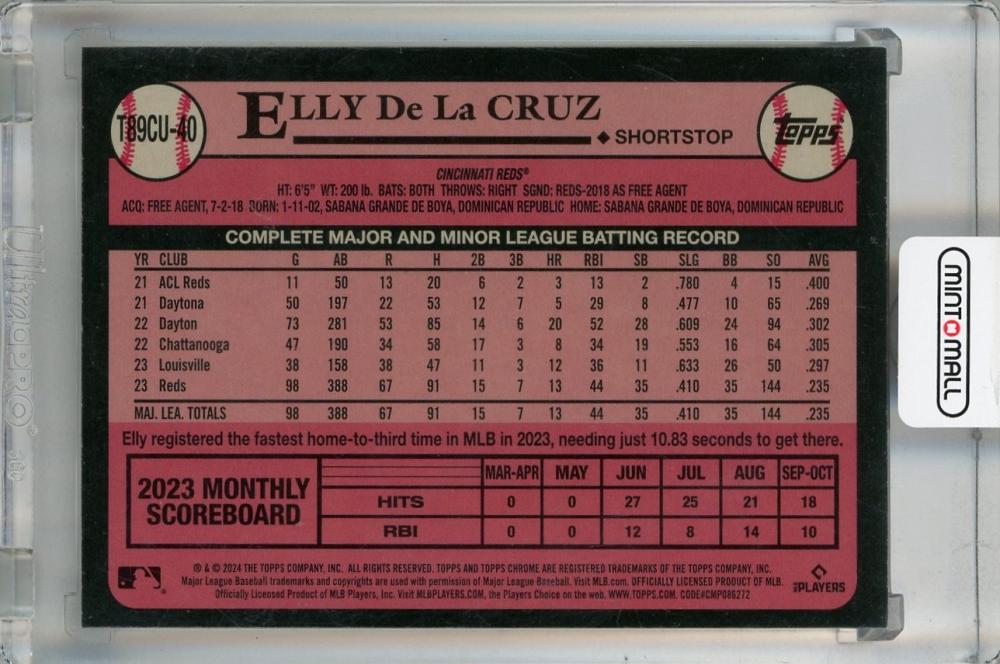 T89CU-40
ELLY De La CRUZ
◆ SHORTSTOP
Topps
CINCINNATI REDS®
HT: 6'5" WT: 200 lb. BATS: BOTH THROWS: RIGHT SGND: REDS-2018 AS FREE AGENT
ACQ: FREE AGENT, 7-2-18 BORN: 1-11-02, SABANA GRANDE DE BOYA, DOMINICAN REPUBLIC HOME: SABANA GRANDE DE BOYA, DOMINICAN REPUBLIC
COMPLETE MAJOR AND MINOR LEAGUE BATTING RECORD
YR CLUB G AB R H 2B 3B HR RBI SB SLG BB SO AVG
21 ACL Reds 11 50 13 20 6 2 3 13 2 .780 4 15 .400
21 Daytona 50 197 22 53 12 7 5 29 8 .477 10 65 .269
22 Dayton 73 281 53 85 14 6 20 52 28 .609 24 94 .302
22 Chattanooga 47 190 34 58 17 3 8 34 19 .553 16 64 .305
23 Louisville 38 158 38 47 11 3 12 36 11 .633 26 50 .297
23 Reds 98 388 67 91 15 7 13 44 35 .410 35 144 .235
MAJ. LEA. TOTALS 98 388 67 91 15 7 13 44 35 .410 35 144 .235
Elly registered the fastest home-to-third time in MLB in 2023, needing just 10.83 seconds to get there.
2023 MONTHLY
SCOREBOARD
MAR-APR MAY JUN JUL AUG SEP-OCT
HITS 0 0 27 25 21 18
RBI 0 0 12 8 14 10
® & © 2024 THE TOPPS COMPANY, INC. ALL RIGHTS RESERVED. TOPPS AND TOPPS CHROME ARE REGISTERED TRADEMARKS OF THE TOPPS COMPANY, INC.
Major League Baseball trademarks and copyrights are used with permission of Major League Baseball. Visit MLB.com. OFFICIALLY LICENSED PRODUCT OF MLB.
Officially Licensed Product of MLB Players, Inc. Visit MLBPLAYERS.COM, the Players Choice on the web. WWW.TOPPS.COM. CODE#CMP086272
PLAYERS
MINT MALL
Ultra PRO®